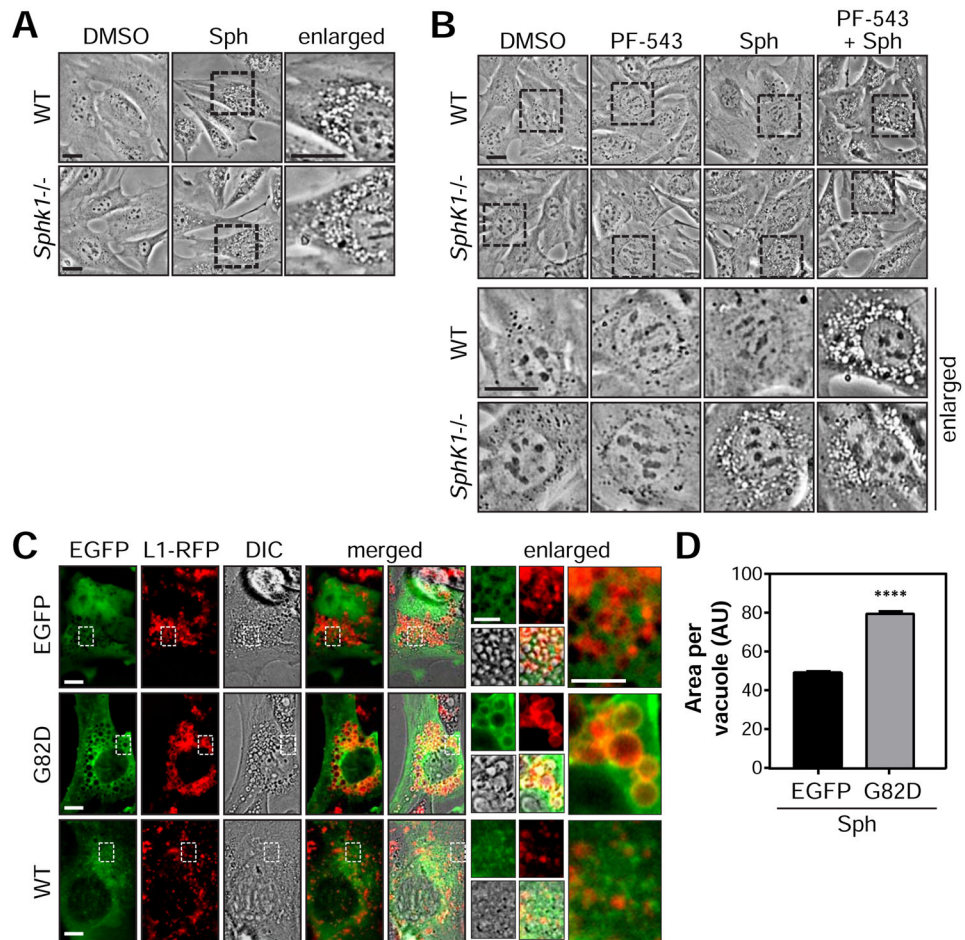 A
DMSO Sph enlarged
WT
Sphk1-/-
B
DMSO PF-543 Sph PF-543 + Sph
WT
SphK1-/-
WT
SphK1-/-
enlarged
C
EGFP L1-RFP DIC merged enlarged
EGFP
G82D
WT
D
Area per
vacuole (AU)
100
80
60
40
20
0
****
EGFP G82D
Sph